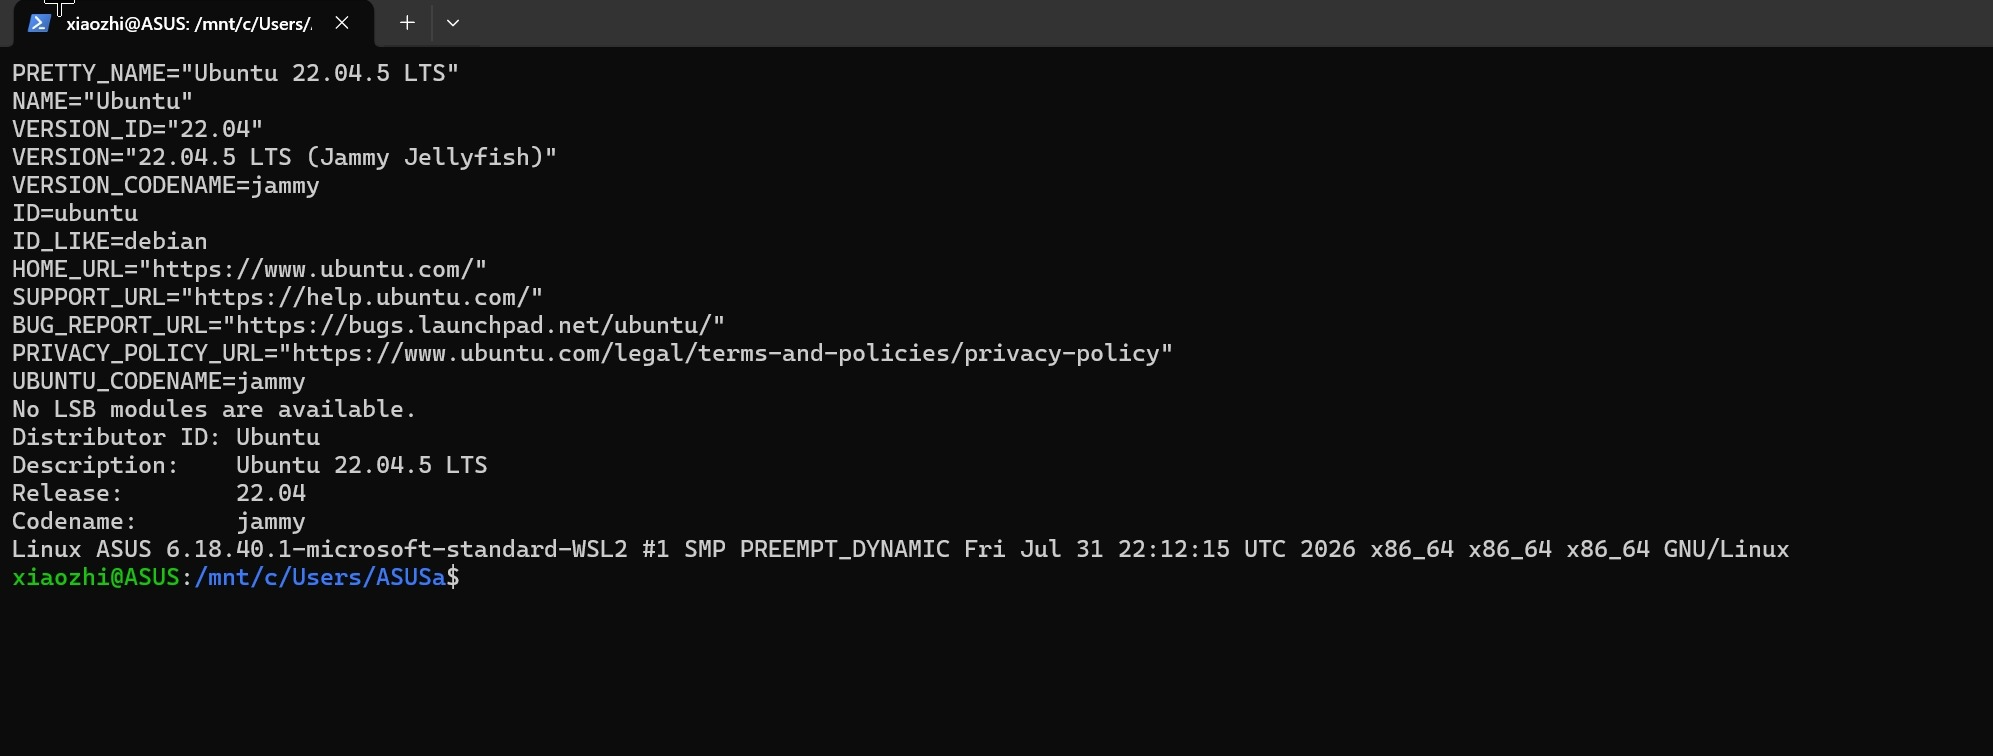 xiaozhi@ASUS: /mnt/c/Users/.
PRETTY_NAME="Ubuntu 22.04.5 LTS"
NAME="Ubuntu"
VERSION_ID="22.04"
VERSION="22.04.5 LTS (Jammy Jellyfish)"
VERSION_CODENAME=jammy
ID=ubuntu
ID_LIKE=debian
HOME_URL="https://www.ubuntu.com/"
SUPPORT_URL="https://help.ubuntu.com/"
BUG_REPORT_URL="https://bugs.launchpad.net/ubuntu/"
PRIVACY_POLICY_URL="https://www.ubuntu.com/legal/terms-and-policies/privacy-policy"
UBUNTU_CODENAME=jammy
No LSB modules are available.
Distributor ID: Ubuntu
Description:    Ubuntu 22.04.5 LTS
Release:        22.04
Codename:       jammy
Linux ASUS 6.18.40.1-microsoft-standard-WSL2 #1 SMP PREEMPT_DYNAMIC Fri Jul 31 22:12:15 UTC 2026 x86_64 x86_64 x86_64 GNU/Linux
xiaozhi@ASUS:/mnt/c/Users/ASUSa$